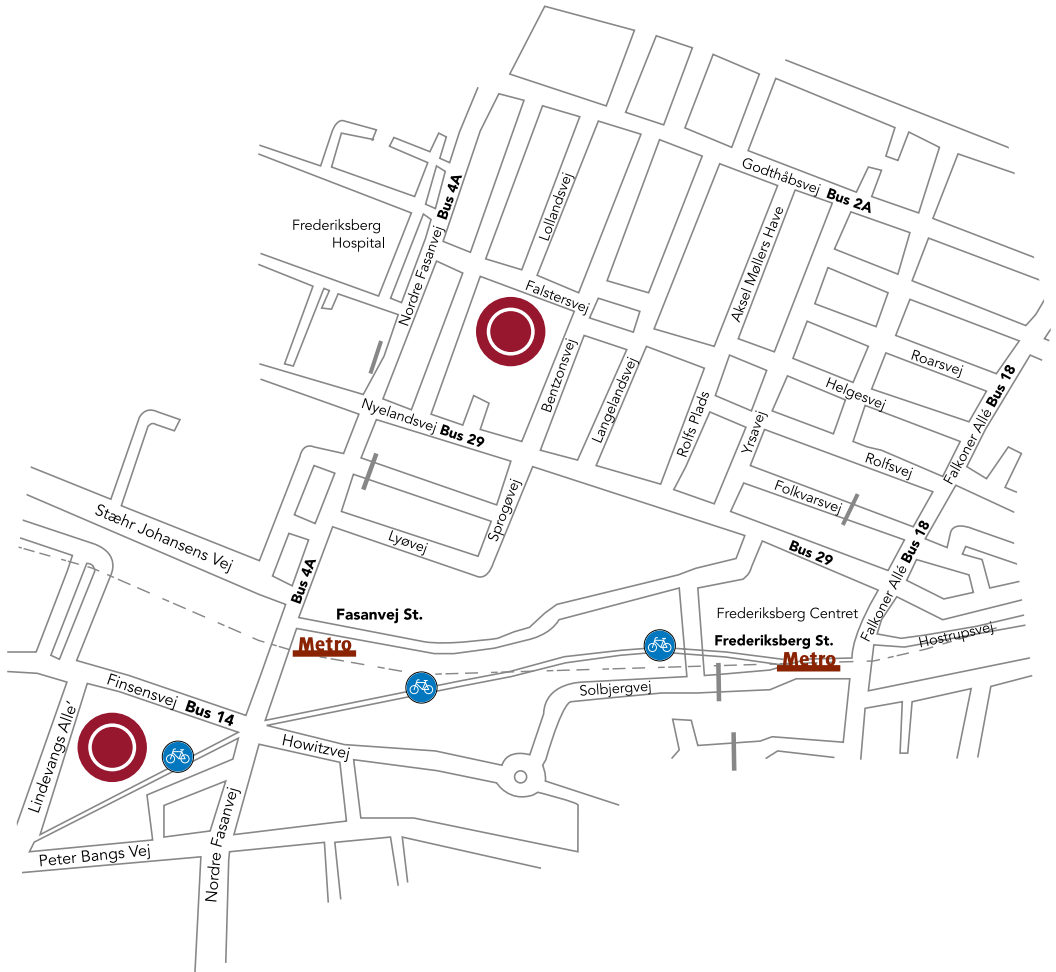 Godthåbsvej Bus 2A
Nordre Fasanvej Bus 4A
Lollandsvej
Aksel Møllers Have
Frederiksberg
Hospital
Falstersvej
Bentzonsvej
Langelandsvej
Rolfs Plads
Yrsavej
Roarsvej
Helgesvej
Rolfsvej
Folkvarsvej
Falkoner Allé Bus 18
Nyelandsvej Bus 29
Sprogøvej
Lyøvej
Stæhr Johansens Vej
Bus 4A
Bus 29
Falkoner Allé Bus 18
Fasanvej St.
Metro
Frederiksberg Centret
Frederiksberg St.
Metro
Hostrupsvej
Solbjergvej
Finsensvej Bus 14
Lindevangs Alle´
Howitzvej
Nordre Fasanvej
Peter Bangs Vej